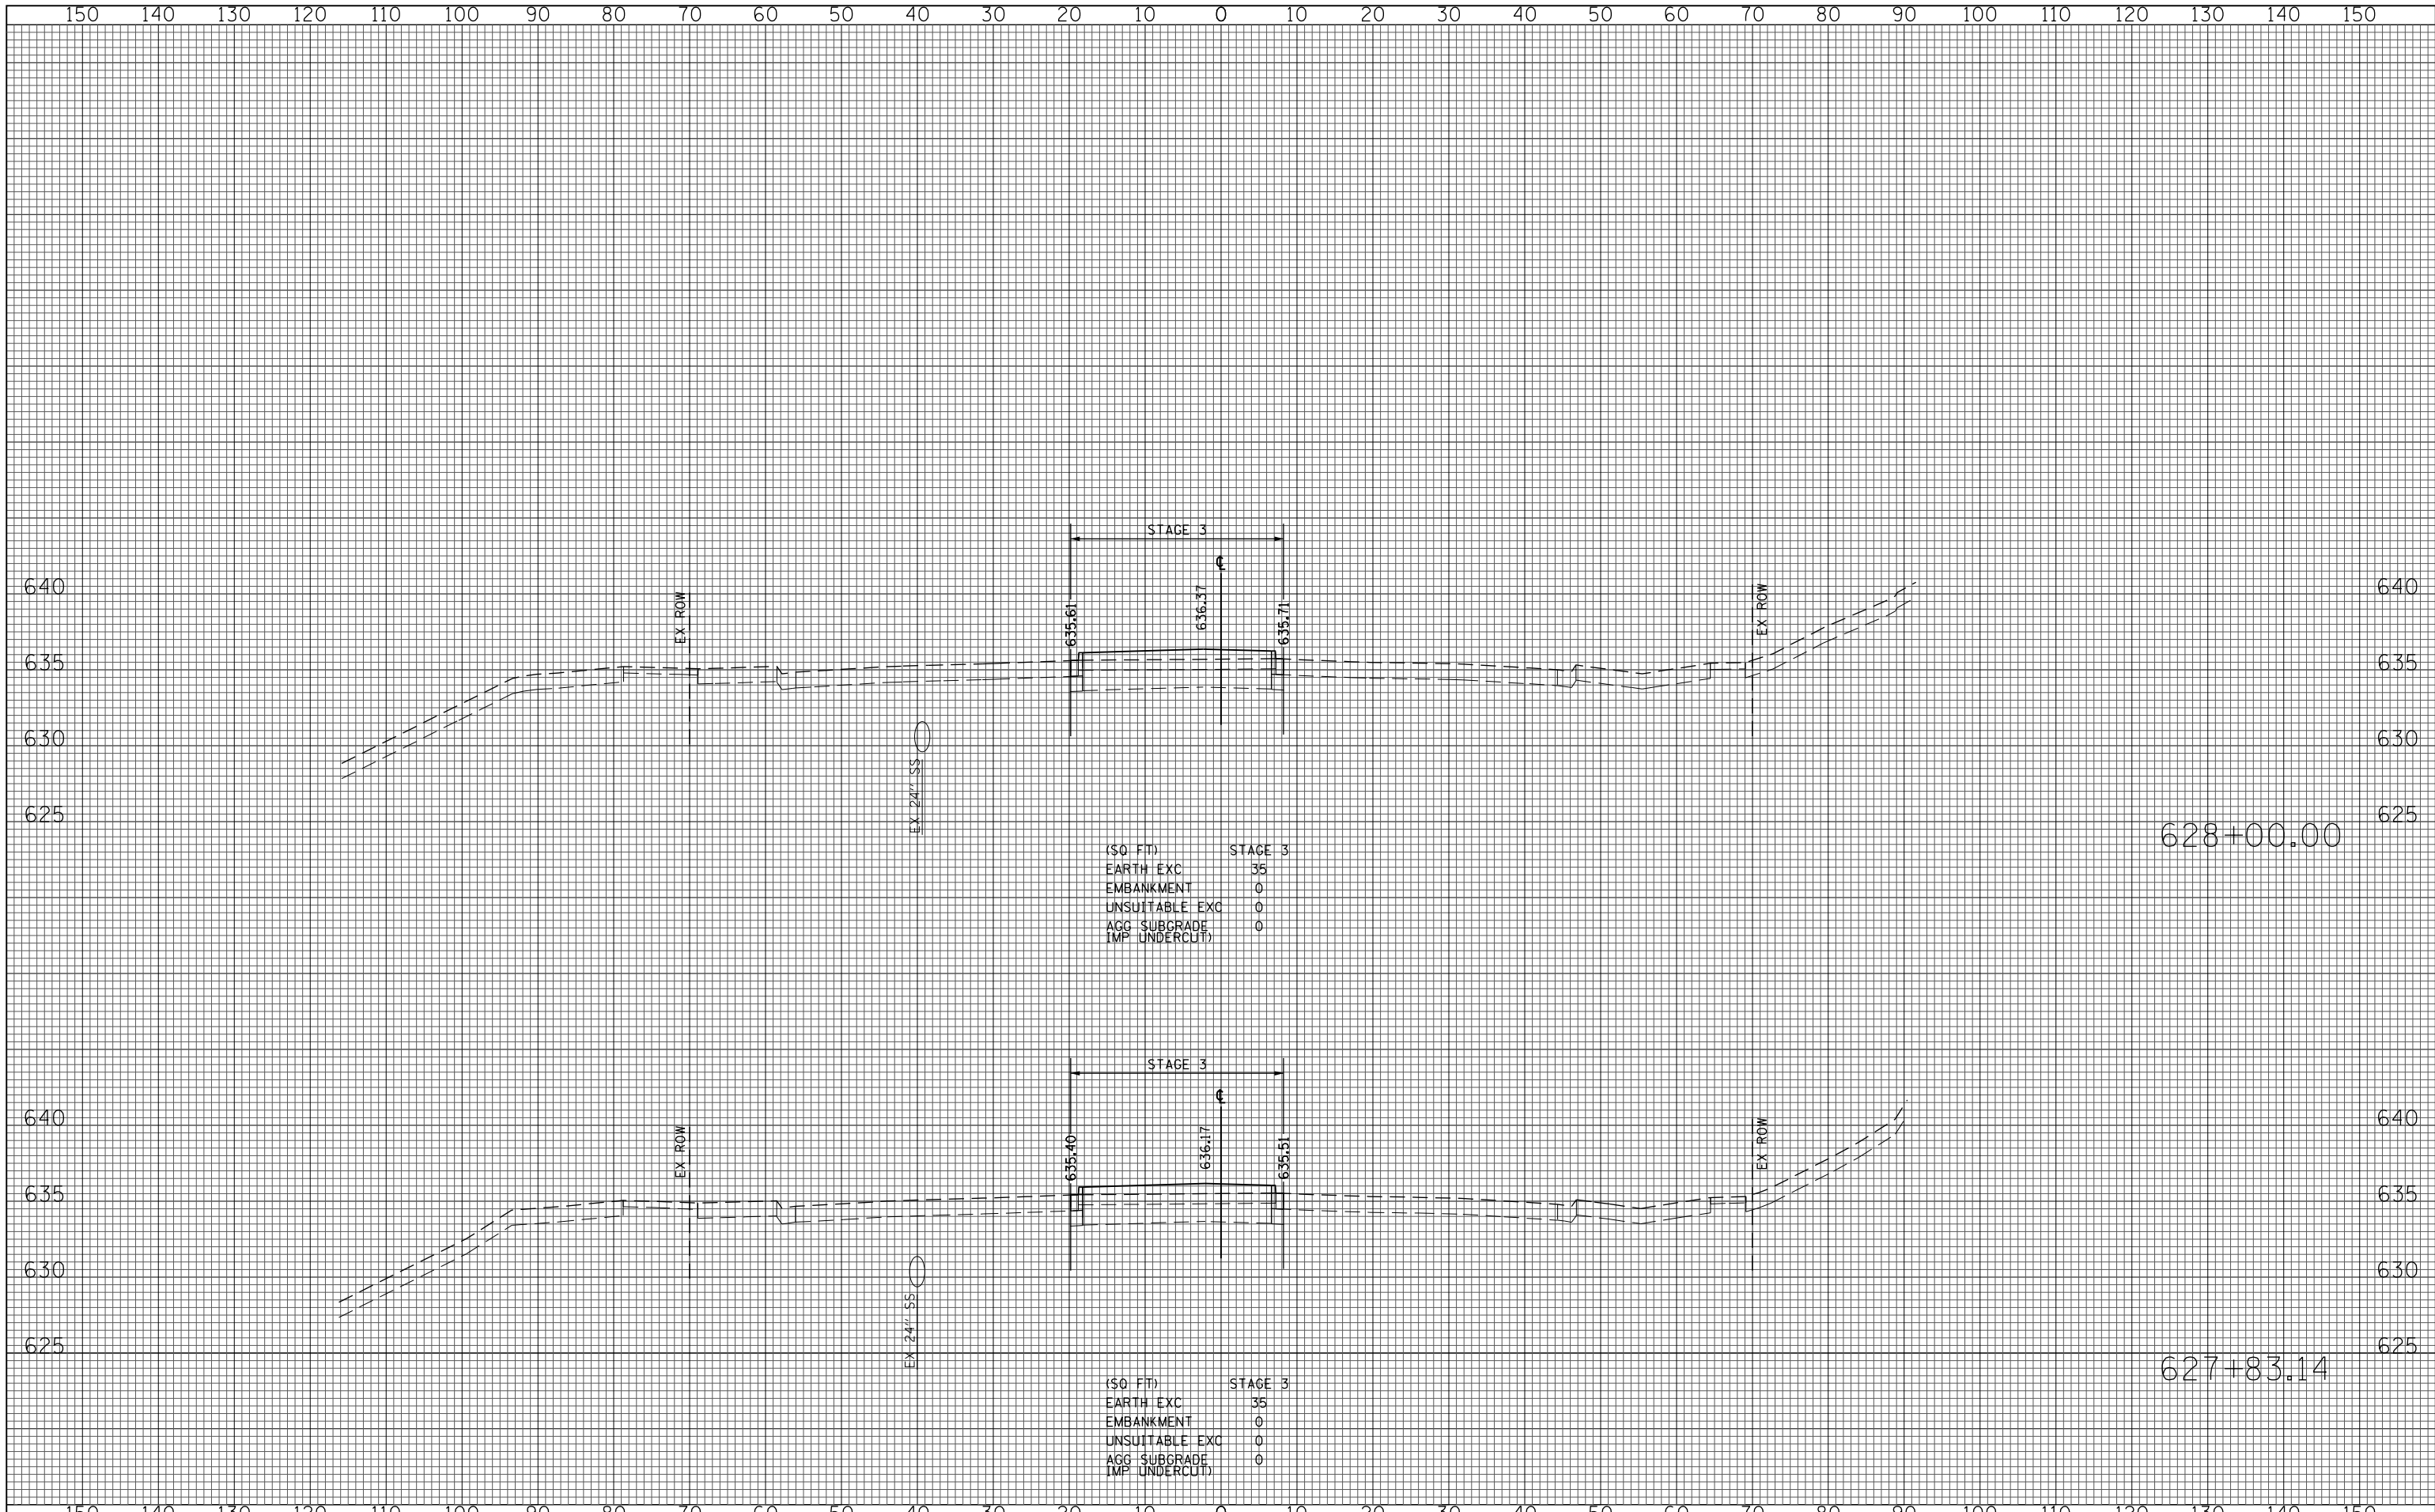 150 140 130 120 110 100 90 80 70 60 50 40 30 20 10 0 10 20 30 40 50 60 70 80 90 100 110 120 130 140 150
STAGE 3
℄
640 EX ROW 635.61 636.37 635.71 EX ROW 640
635 635
630 630
EX 24'' SS
625 625
628+00.00
(SQ FT) STAGE 3
EARTH EXC 35
EMBANKMENT 0
UNSUITABLE EXC 0
AGG SUBGRADE 0
IMP UNDERCUT)
STAGE 3
℄
640 EX ROW 635.40 636.17 635.51 EX ROW 640
635 635
630 630
EX 24'' SS
625 625
627+83.14
(SQ FT) STAGE 3
EARTH EXC 35
EMBANKMENT 0
UNSUITABLE EXC 0
AGG SUBGRADE 0
IMP UNDERCUT)
150 140 130 120 110 100 90 80 70 60 50 40 30 20 10 0 10 20 30 40 50 60 70 80 90 100 110 120 130 140 150